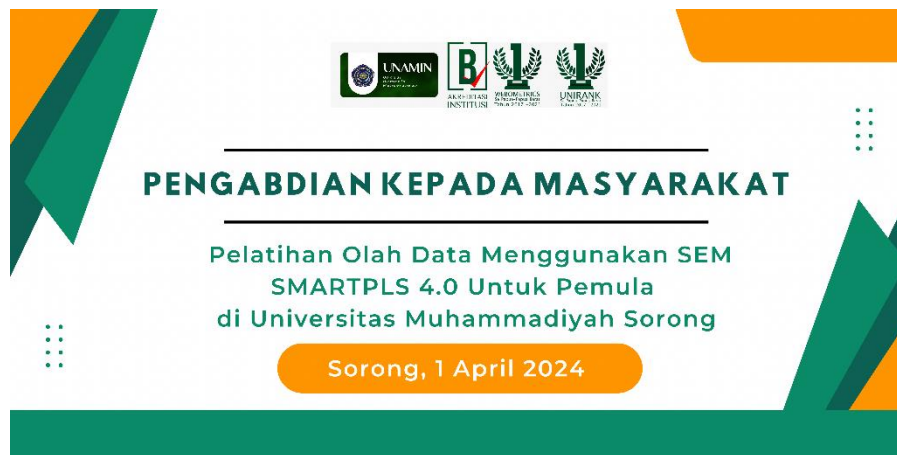 UNAMIN
AKREDITASI
INSTITUSI
WEBOMETRICS
UNIRANK
PENGABDIAN KEPADA MASYARAKAT
Pelatihan Olah Data Menggunakan SEM
SMARTPLS 4.0 Untuk Pemula
di Universitas Muhammadiyah Sorong
Sorong, 1 April 2024